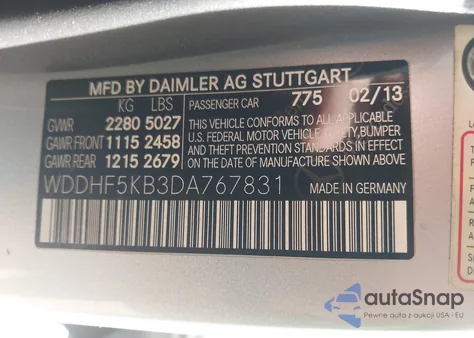 MFD BY DAIMLER AG STUTTGART
KG LBS
GVWR 2280 5027
GAWR FRONT 1115 2458
GAWR REAR 1215 2679
PASSENGER CAR 775 02/13
THIS VEHICLE CONFORMS TO ALL APPLICABLE
U.S. FEDERAL MOTOR VEHICLE SAFETY,BUMPER
AND THEFT PREVENTION STANDARDS IN EFFECT
ON THE DATE OF MANUFACTURE SHOWN ABOVE.
WDDHF5KB3DA767831 MADE IN GERMANY
autoSnap
Pewne auta z aukcji USA - EU